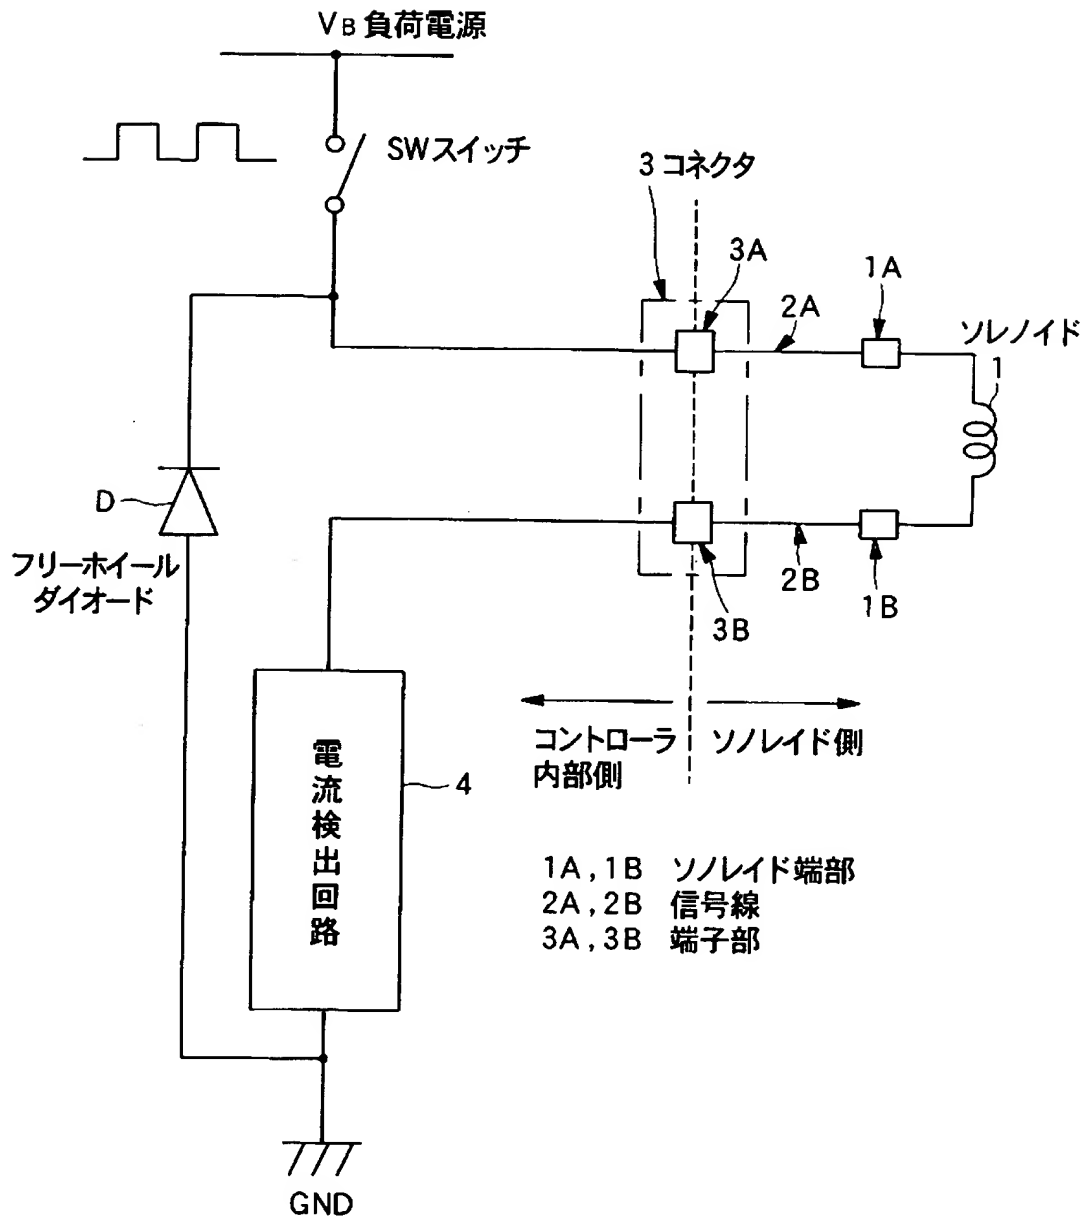 VB 負荷電源
SWスイッチ
3 コネクタ
3A
1A
2A
ソレノイド
1
D
フリーホイール
ダイオード
2B
1B
3B
コントローラ
内部側
ソノレイド側
電流検出回路
4
1A,1B ソノレイド端部
2A,2B 信号線
3A,3B 端子部
GND